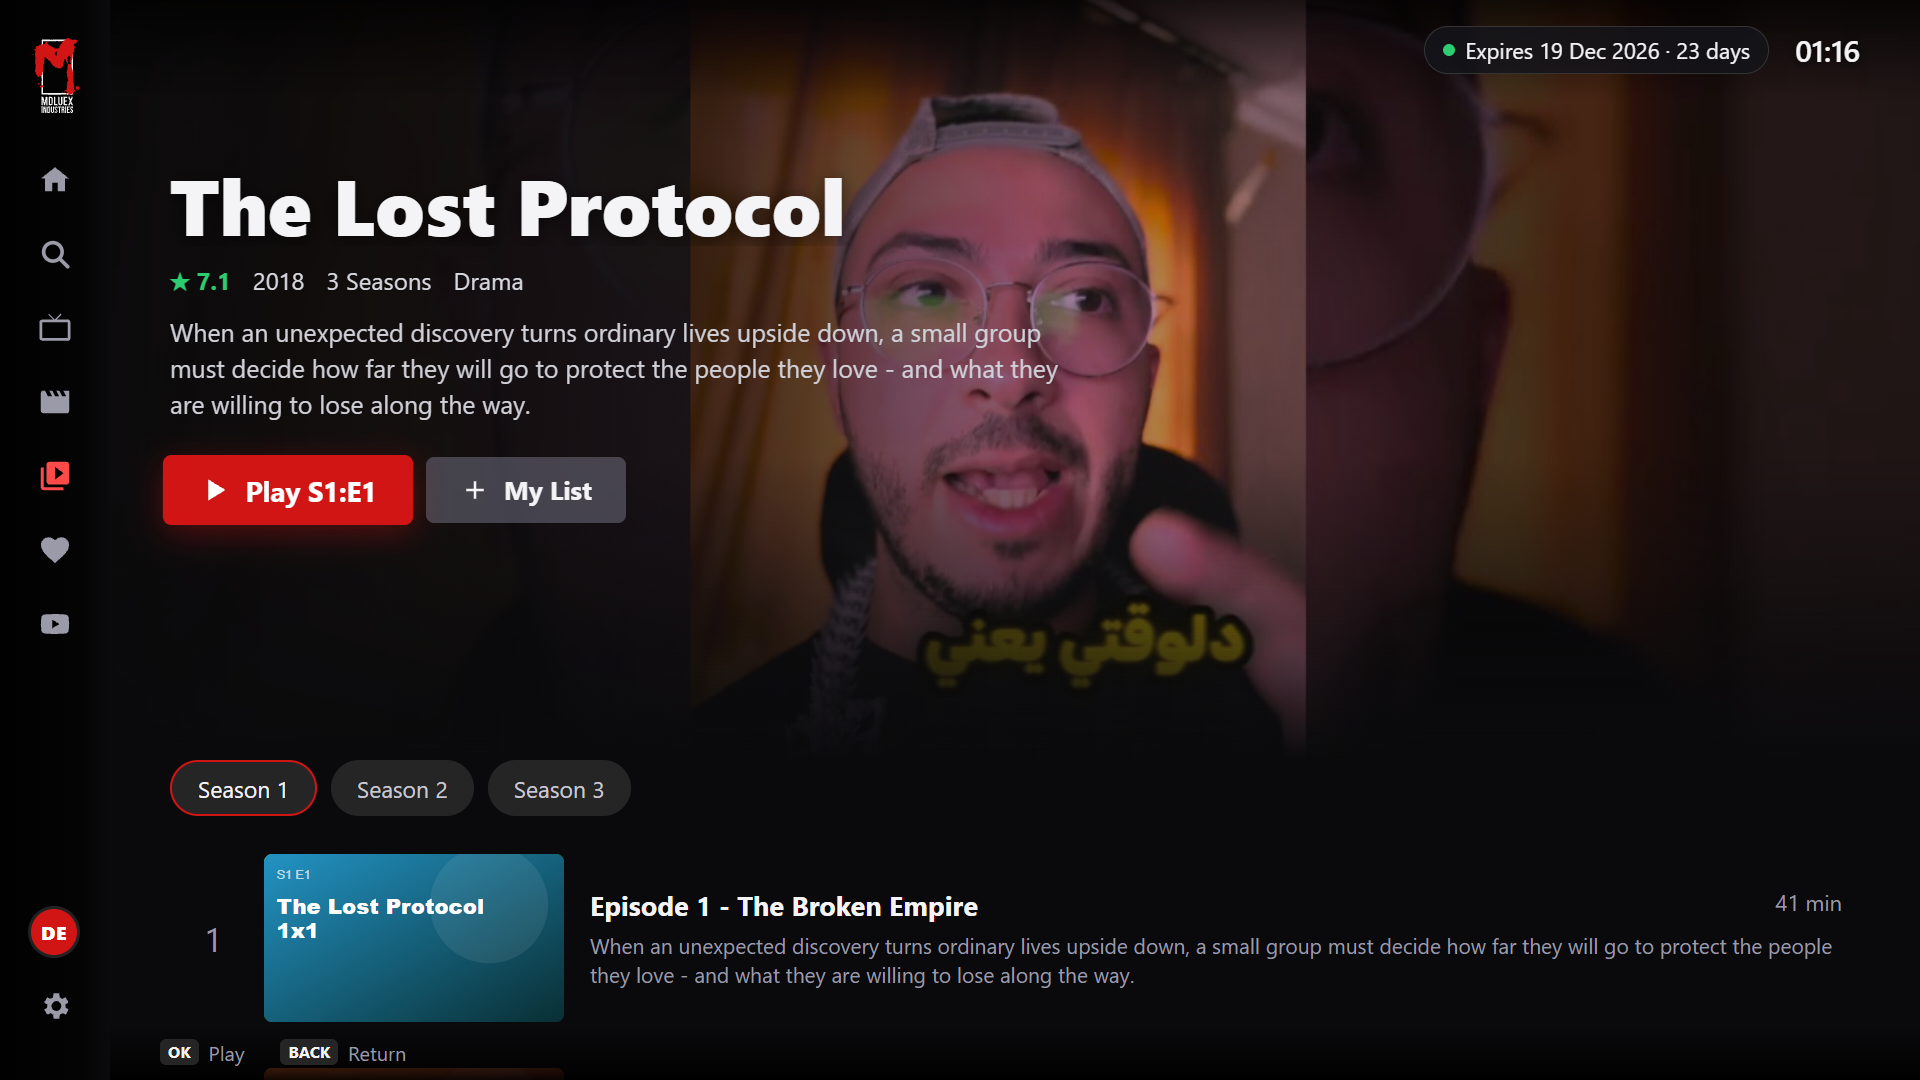 MOLUEX
INDUSTRIES
Expires 19 Dec 2026 · 23 days
01:16
The Lost Protocol
★ 7.1 2018 3 Seasons Drama
When an unexpected discovery turns ordinary lives upside down, a small group
must decide how far they will go to protect the people they love - and what they
are willing to lose along the way.
Play S1:E1
+ My List
دلوقتي يعني
Season 1
Season 2
Season 3
1
S1 E1
The Lost Protocol
1x1
Episode 1 - The Broken Empire
41 min
When an unexpected discovery turns ordinary lives upside down, a small group must decide how far they will go to protect the people
they love - and what they are willing to lose along the way.
DE
OK Play
BACK Return